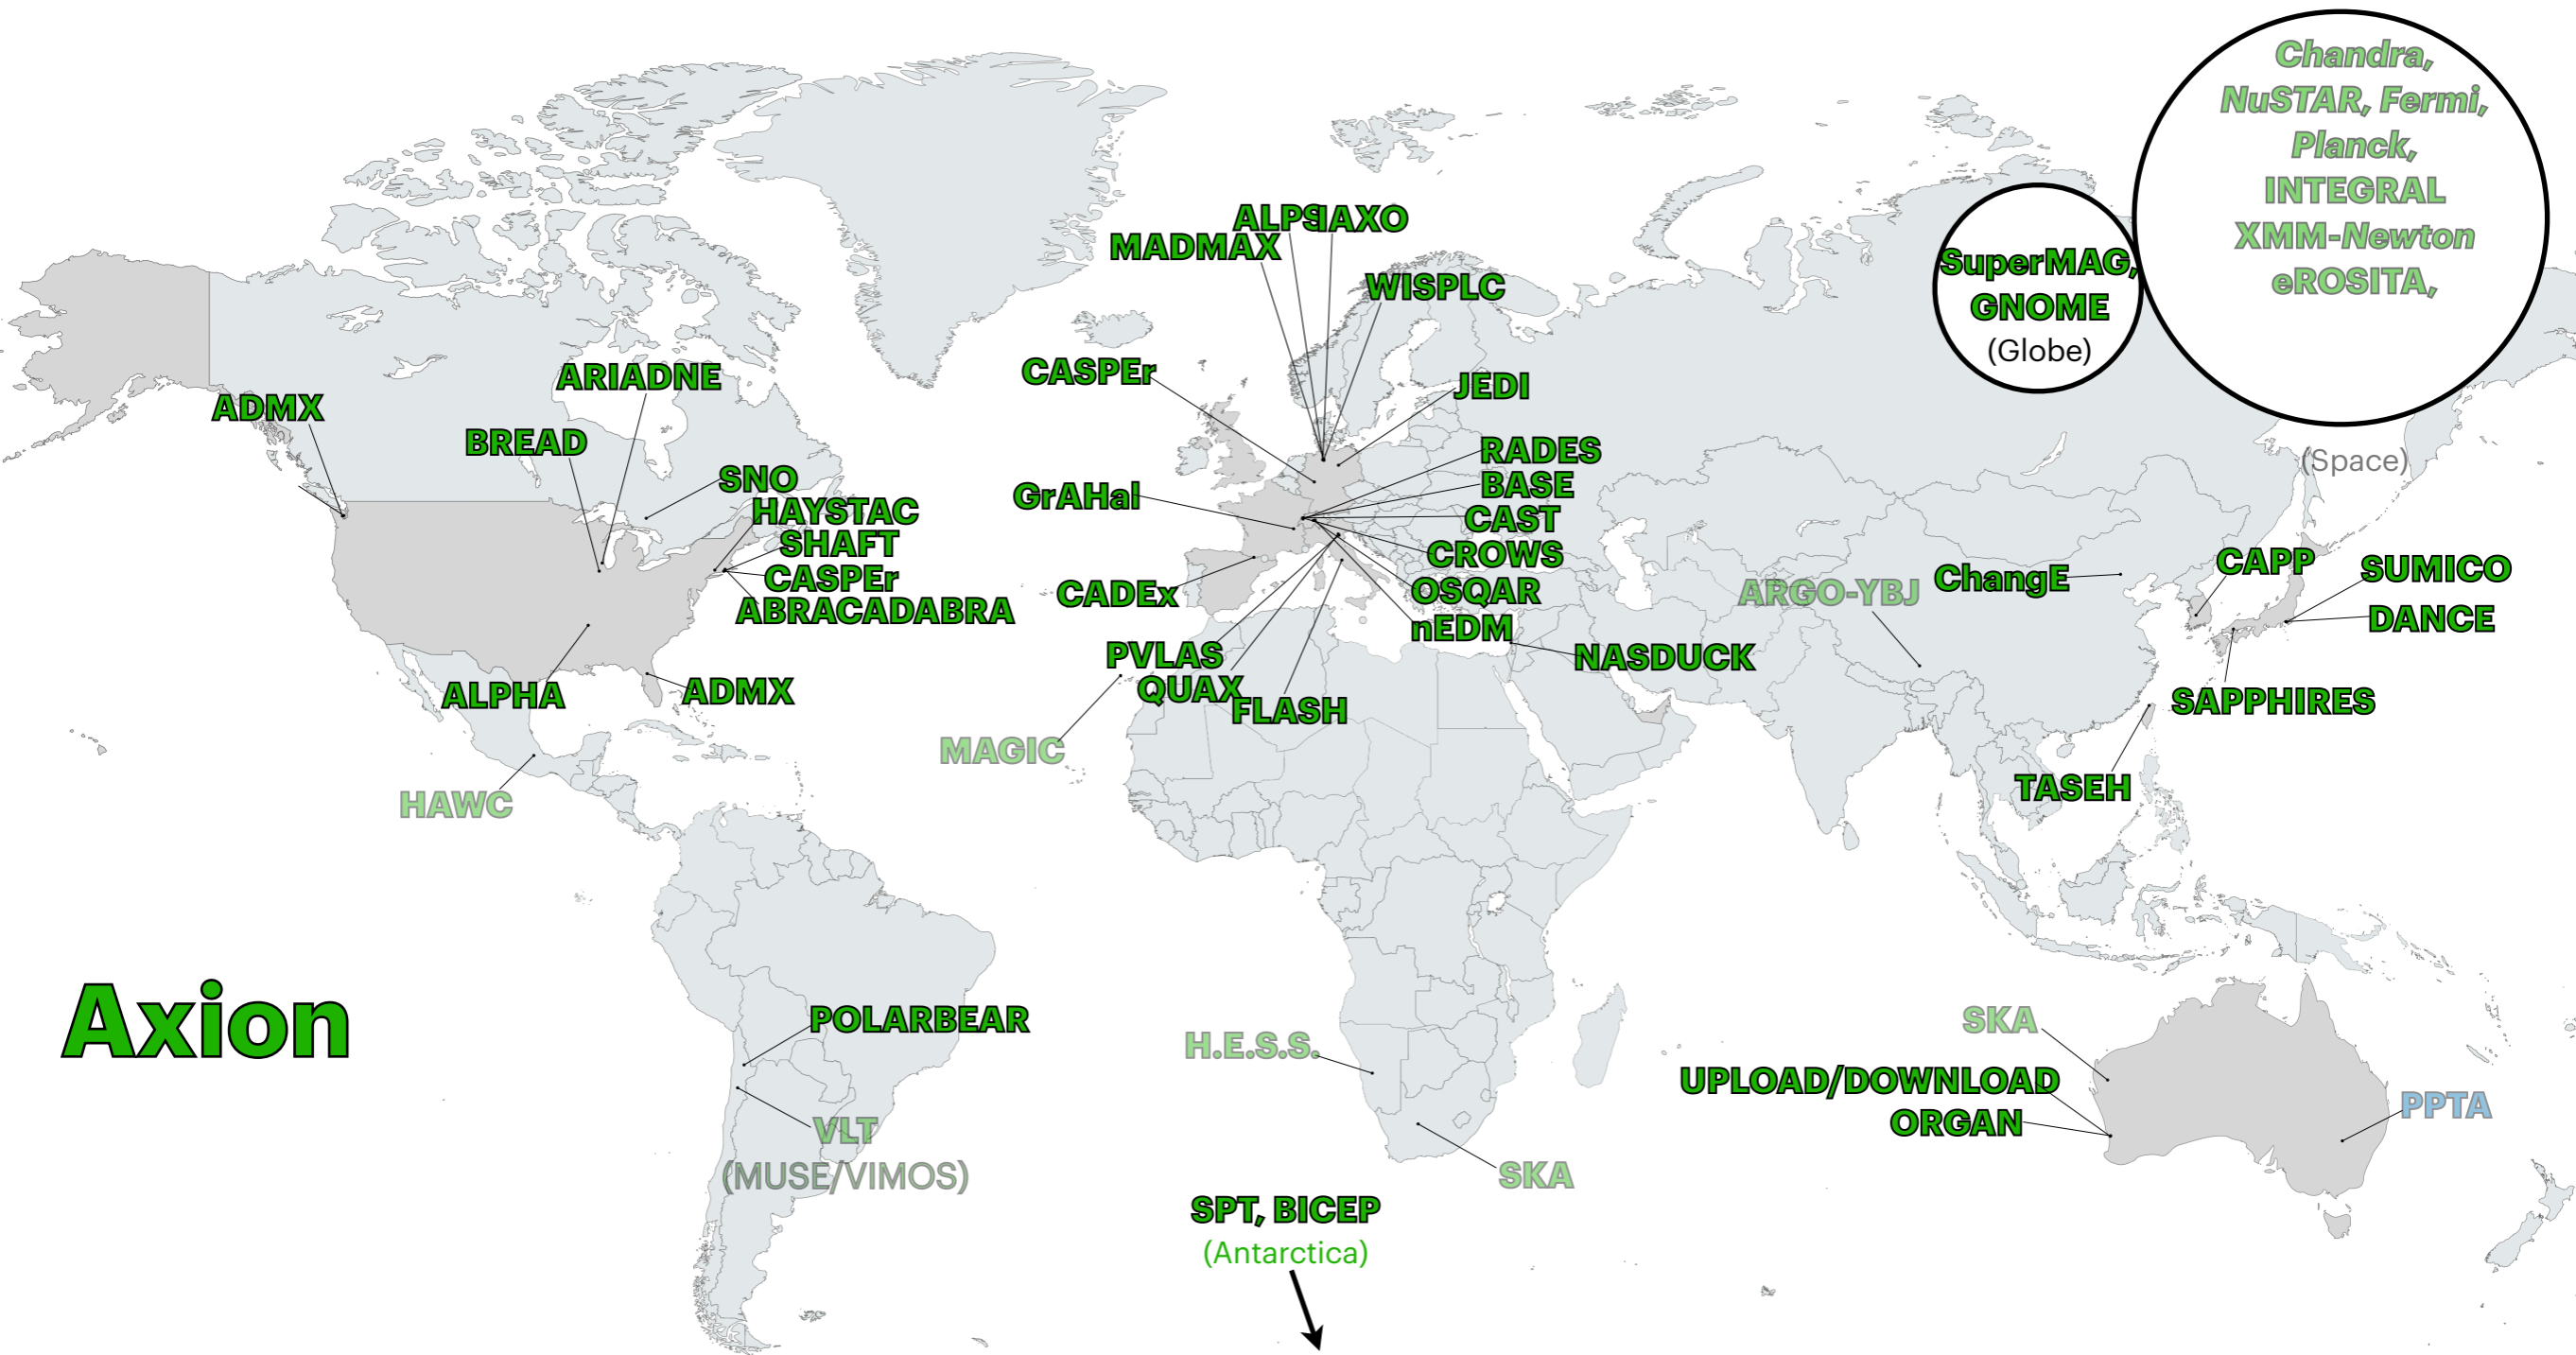 Chandra,
NuSTAR, Fermi,
Planck,
INTEGRAL
XMM-Newton
eROSITA,
(Space)
SuperMAG,
GNOME
(Globe)
ALPS
IAXO
MADMAX
WISPLC
CASPEr
JEDI
ARIADNE
ADMX
BREAD
SNO
HAYSTAC
SHAFT
CASPEr
ABRACADABRA
ALPHA
ADMX
HAWC
GrAHal
CADEx
RADES
BASE
CAST
CROWS
OSQAR
nEDM
NASDUCK
PVLAS
QUAX
FLASH
MAGIC
ARGO-YBJ
ChangE
CAPP
SUMICO
DANCE
SAPPHIRES
TASEH
Axion
POLARBEAR
VLT
(MUSE/VIMOS)
H.E.S.S.
SKA
SPT, BICEP
(Antarctica)
SKA
UPLOAD/DOWNLOAD
ORGAN
PPTA